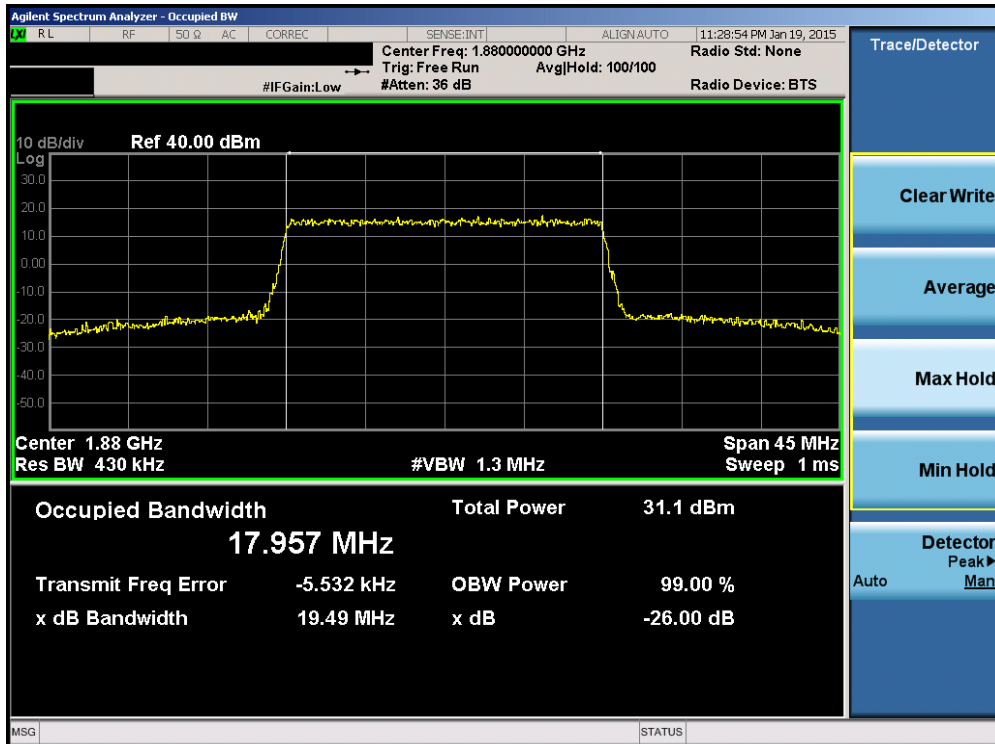 Agilent Spectrum Analyzer - Occupied BW
LXI RL RF 50 Ω AC CORREC SENSE:INT ALIGN AUTO 11:28:54 PM Jan 19, 2015
Center Freq: 1.880000000 GHz Radio Std: None
Trig: Free Run Avg|Hold: 100/100
#IFGain:Low #Atten: 36 dB Radio Device: BTS
Trace/Detector
10 dB/div Ref 40.00 dBm
Log
30.0
20.0
10.0
0.00
-10.0
-20.0
-30.0
-40.0
-50.0
Center 1.88 GHz Span 45 MHz
Res BW 430 kHz #VBW 1.3 MHz Sweep 1 ms
Occupied Bandwidth Total Power 31.1 dBm
17.957 MHz
Transmit Freq Error -5.532 kHz OBW Power 99.00 %
x dB Bandwidth 19.49 MHz x dB -26.00 dB
Clear Write
Average
Max Hold
Min Hold
Detector
Peak▶
Auto Man
MSG STATUS